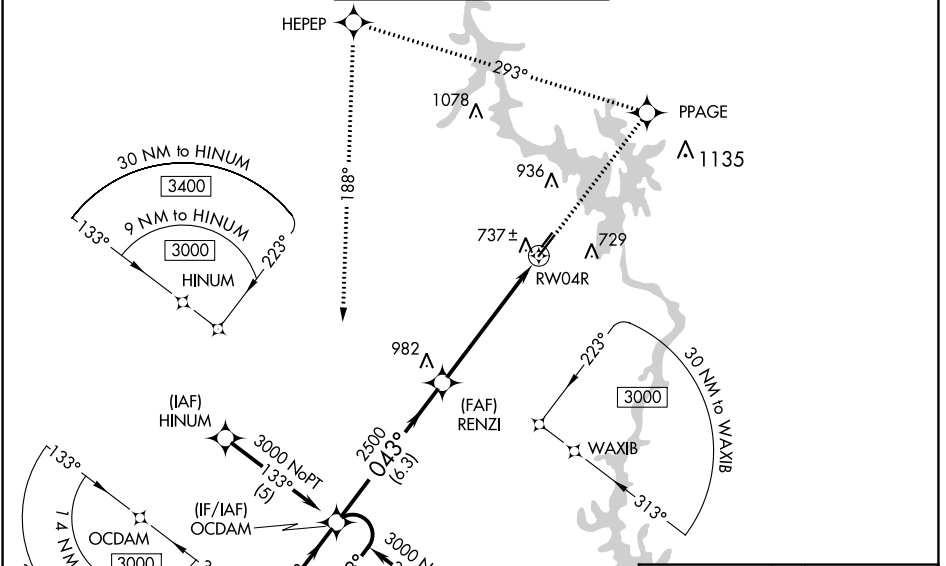 HEPEP
293°
1078
PPAGE
1135
30 NM to HINUM
3400
936
188°
133°
9 NM to HINUM
223°
3000
737±
729
HINUM
RW04R
982
223°
30 NM to WAXIB
3000
(IAF)
HINUM
(FAF)
RENZI
2500
043°
(6.3)
WAXIB
3000 NoPT
133°
(5)
133°
313°
(IF/IAF)
OCDAM
OCDAM
3000
14 NM
3000 N